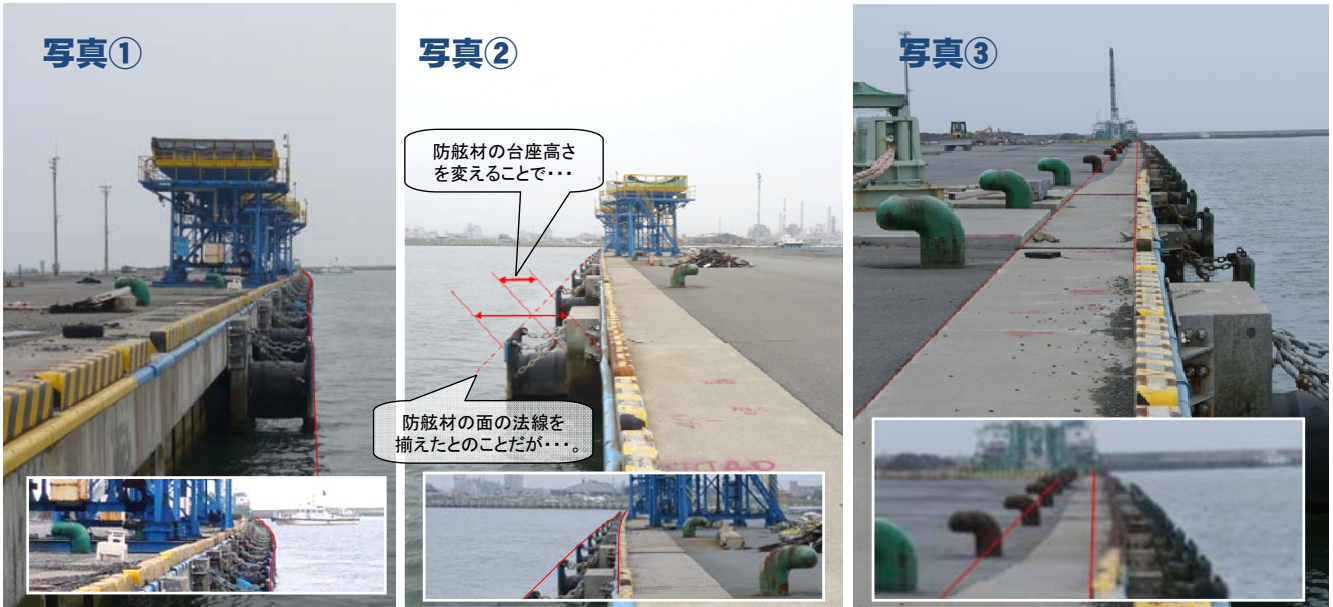 写真①
写真②
写真③
防舷材の台座高さ
を変えることで・・・
防舷材の面の法線を
揃えたとのことだが・・・。